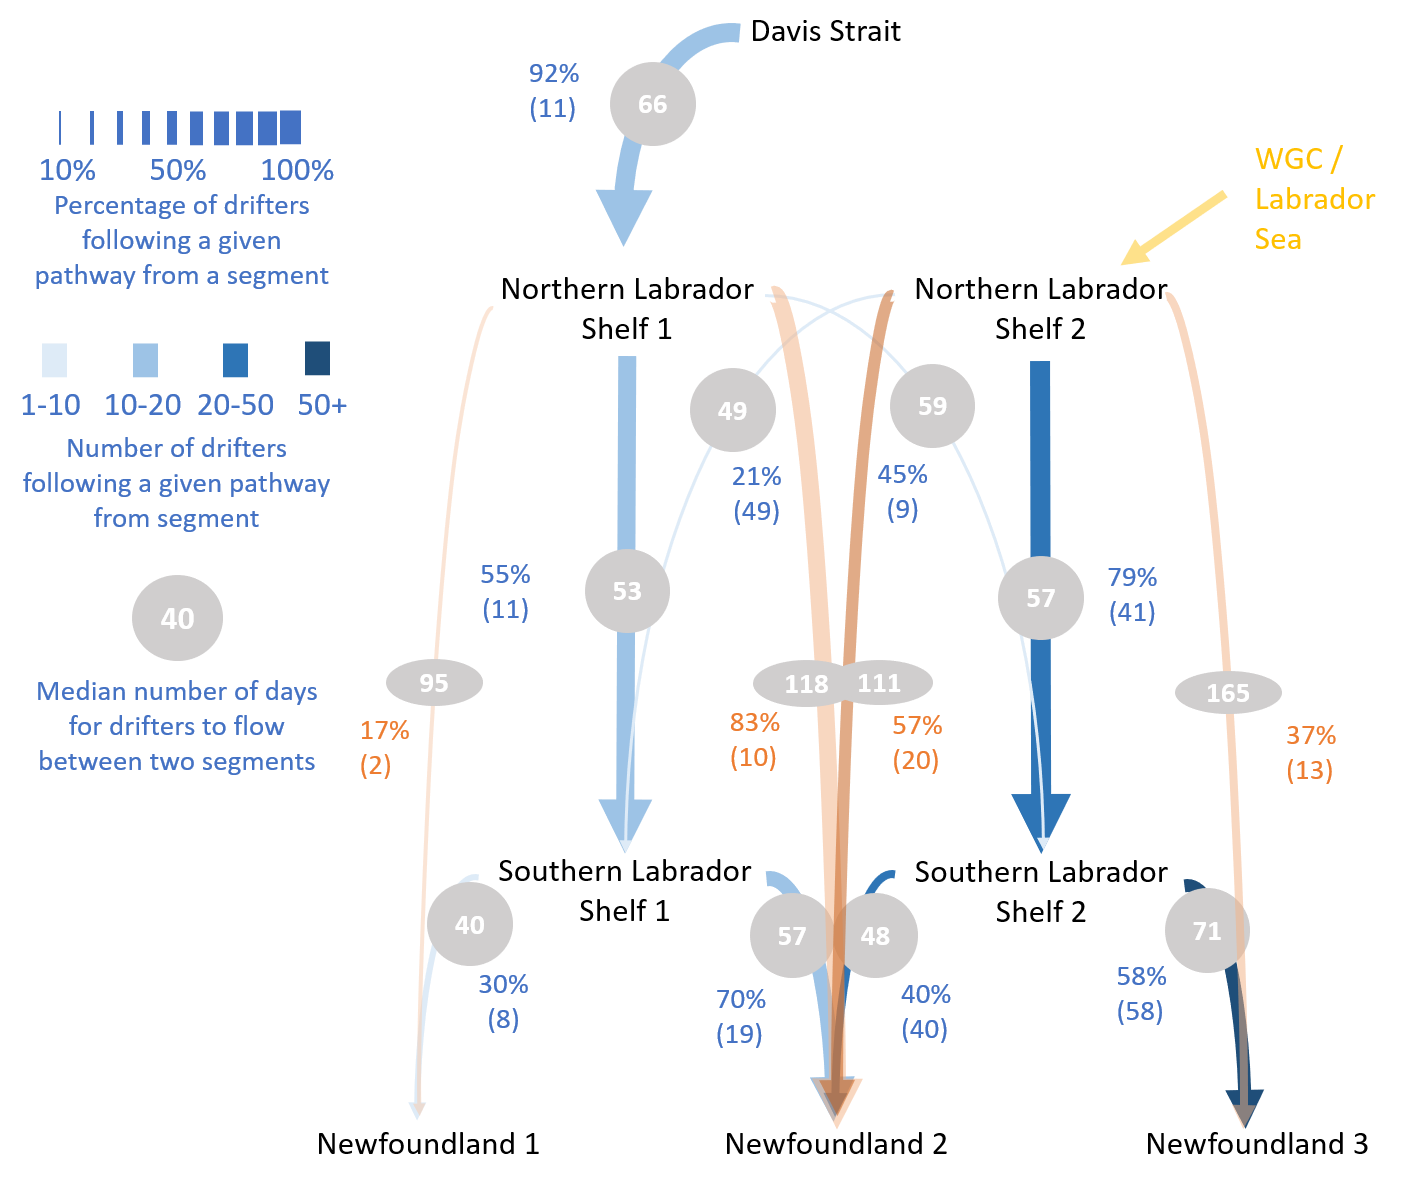 Davis Strait
92%
(11)
66
10% 50% 100%
Percentage of drifters
following a given
pathway from a segment
WGC /
Labrador
Sea
Northern Labrador
Shelf 1
Northern Labrador
Shelf 2
1-10 10-20 20-50 50+
Number of drifters
following a given pathway
from segment
49
59
21%
(49)
45%
(9)
55%
(11)
53
57
79%
(41)
40
Median number of days
for drifters to flow
between two segments
95
118
111
165
17%
(2)
83%
(10)
57%
(20)
37%
(13)
Southern Labrador
Shelf 1
Southern Labrador
Shelf 2
40
57
48
71
30%
(8)
70%
(19)
40%
(40)
58%
(58)
Newfoundland 1
Newfoundland 2
Newfoundland 3